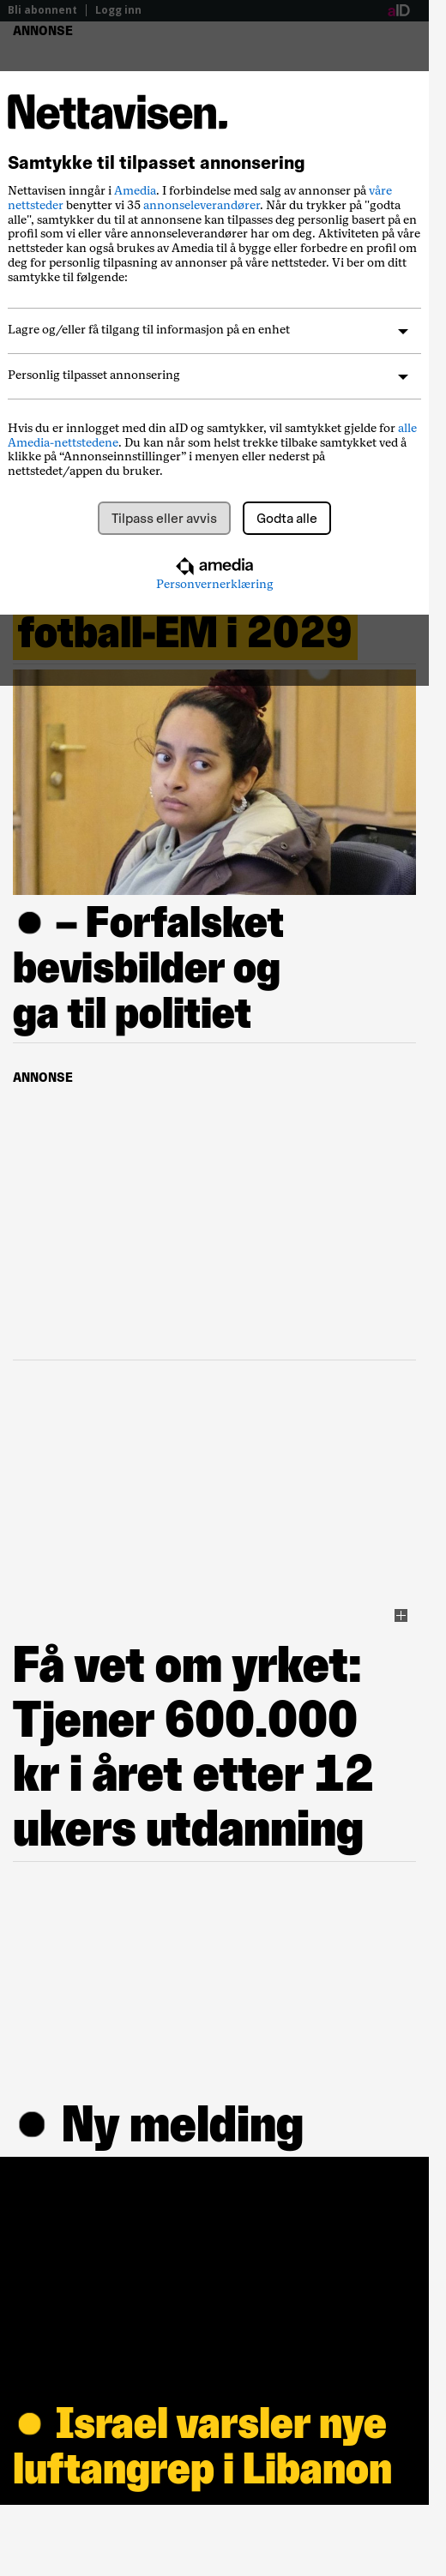 Bli abonnent | Logg inn
aID
ANNONSE
Nettavisen.
Samtykke til tilpasset annonsering
Nettavisen inngår i Amedia. I forbindelse med salg av annonser på våre
nettsteder benytter vi 35 annonseleverandører. Når du trykker på "godta
alle", samtykker du til at annonsene kan tilpasses deg personlig basert på en
profil som vi eller våre annonseleverandører har om deg. Aktiviteten på våre
nettsteder kan også brukes av Amedia til å bygge eller forbedre en profil om
deg for personlig tilpasning av annonser på våre nettsteder. Vi ber om ditt
samtykke til følgende:
Lagre og/eller få tilgang til informasjon på en enhet
Personlig tilpasset annonsering
Hvis du er innlogget med din aID og samtykker, vil samtykket gjelde for alle
Amedia-nettstedene. Du kan når som helst trekke tilbake samtykket ved å
klikke på “Annonseinnstillinger” i menyen eller nederst på
nettstedet/appen du bruker.
Tilpass eller avvis
Godta alle
amedia
Personvernerklæring
fotball-EM i 2029
– Forfalsket
bevisbilder og
ga til politiet
ANNONSE
Få vet om yrket:
Tjener 600.000
kr i året etter 12
ukers utdanning
Ny melding
Israel varsler nye
luftangrep i Libanon